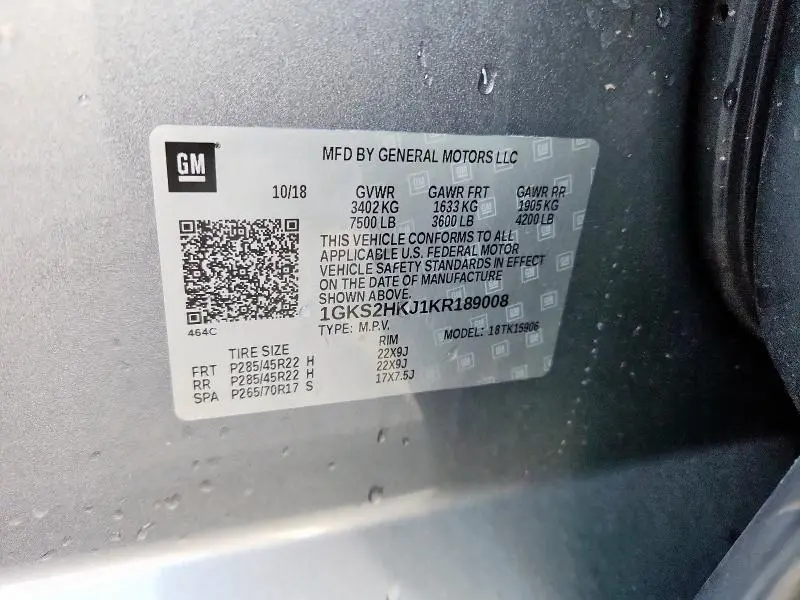 GM
MFD BY GENERAL MOTORS LLC
10/18 GVWR GAWR FRT GAWR RR
3402 KG 1633 KG 1905 KG
7500 LB 3600 LB 4200 LB
THIS VEHICLE CONFORMS TO ALL
APPLICABLE U.S. FEDERAL MOTOR
VEHICLE SAFETY STANDARDS IN EFFECT
ON THE DATE OF MANUFACTURE
SHOWN ABOVE.
1GKS2HKJ1KR189008
464C
TYPE: M.P.V. MODEL: 18TK15906
TIRE SIZE RIM
FRT P285/45R22 H 22X9J
RR P285/45R22 H 22X9J
SPA P265/70R17 S 17X7.5J